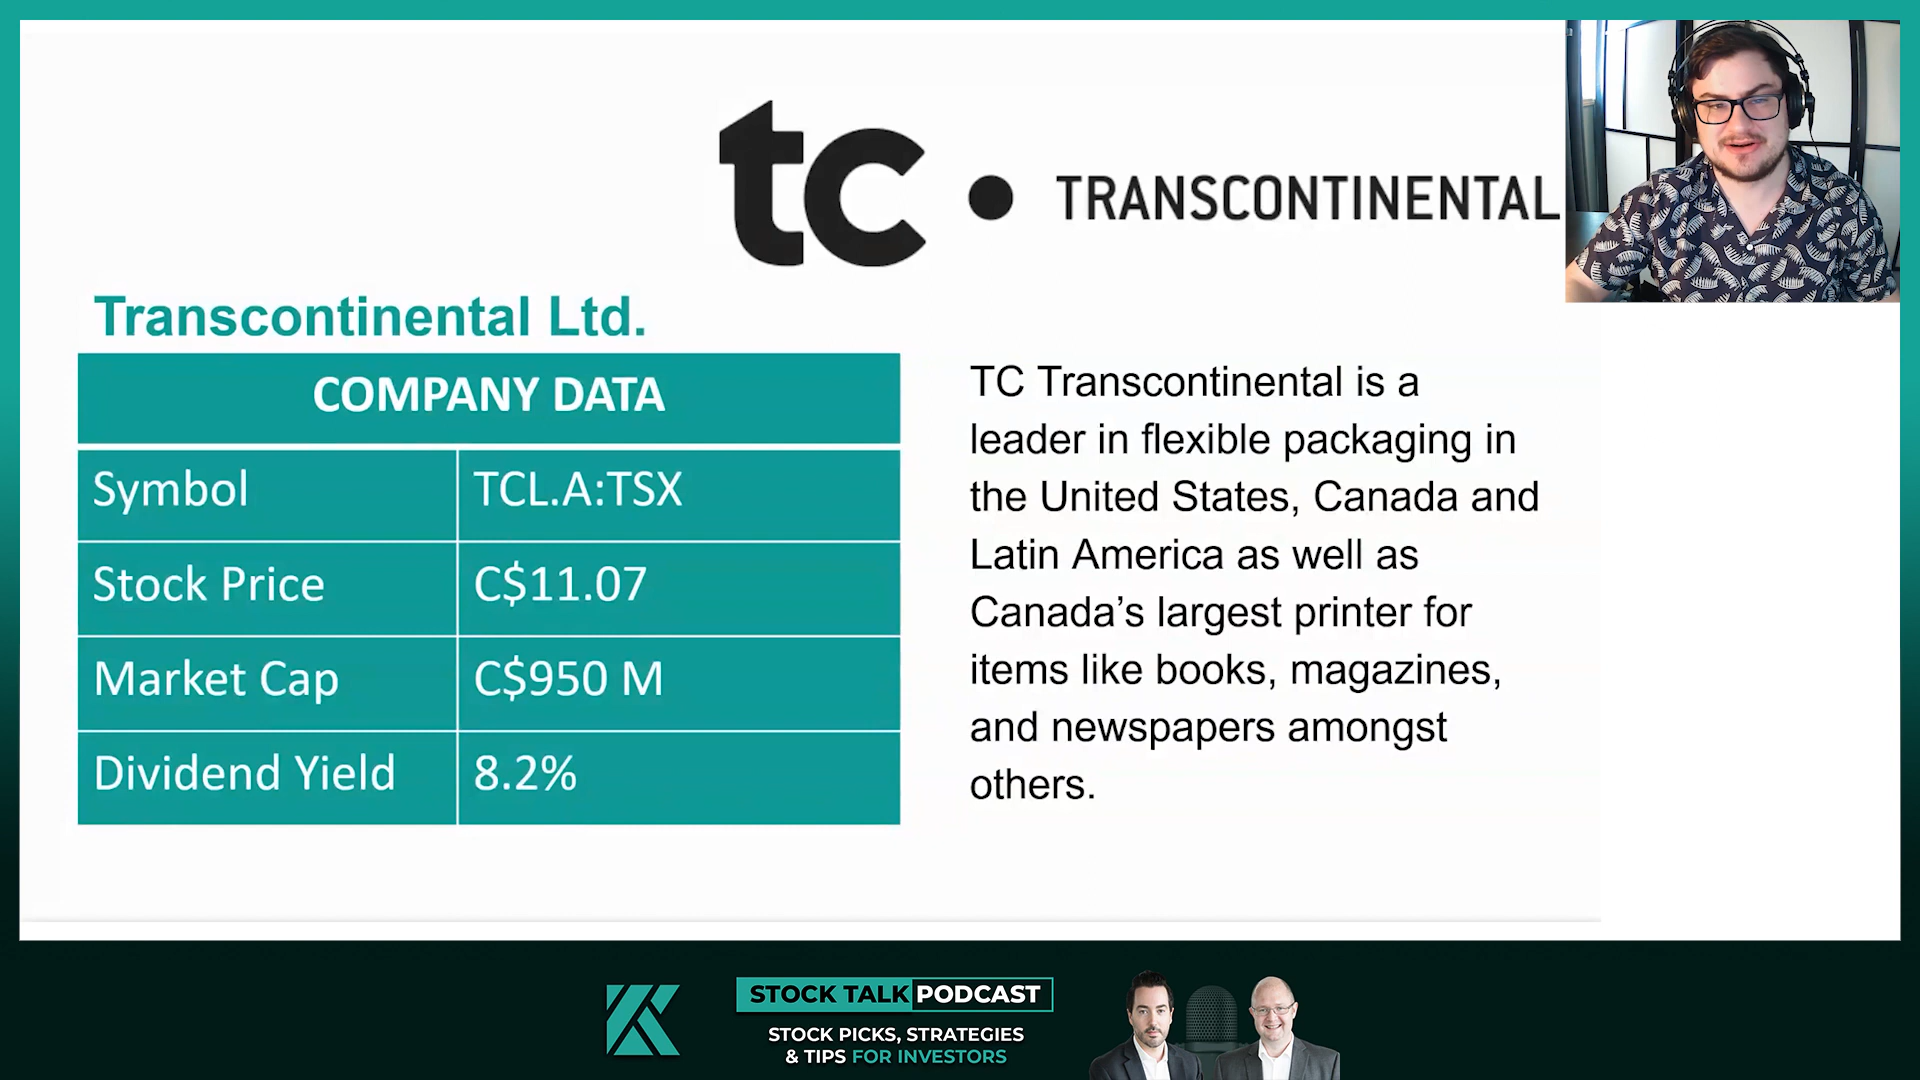 tc • TRANSCONTINENTAL
Transcontinental Ltd.
COMPANY DATA
Symbol TCL.A:TSX
Stock Price C$11.07
Market Cap C$950 M
Dividend Yield 8.2%
TC Transcontinental is a
leader in flexible packaging in
the United States, Canada and
Latin America as well as
Canada’s largest printer for
items like books, magazines,
and newspapers amongst
others.
STOCK TALK PODCAST
STOCK PICKS, STRATEGIES
& TIPS FOR INVESTORS